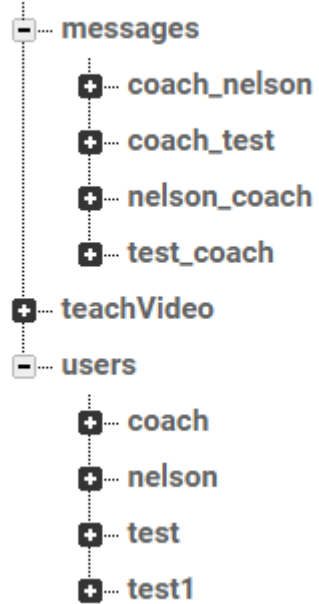 messages
coach_nelson
coach_test
nelson_coach
test_coach
teachVideo
users
coach
nelson
test
test1